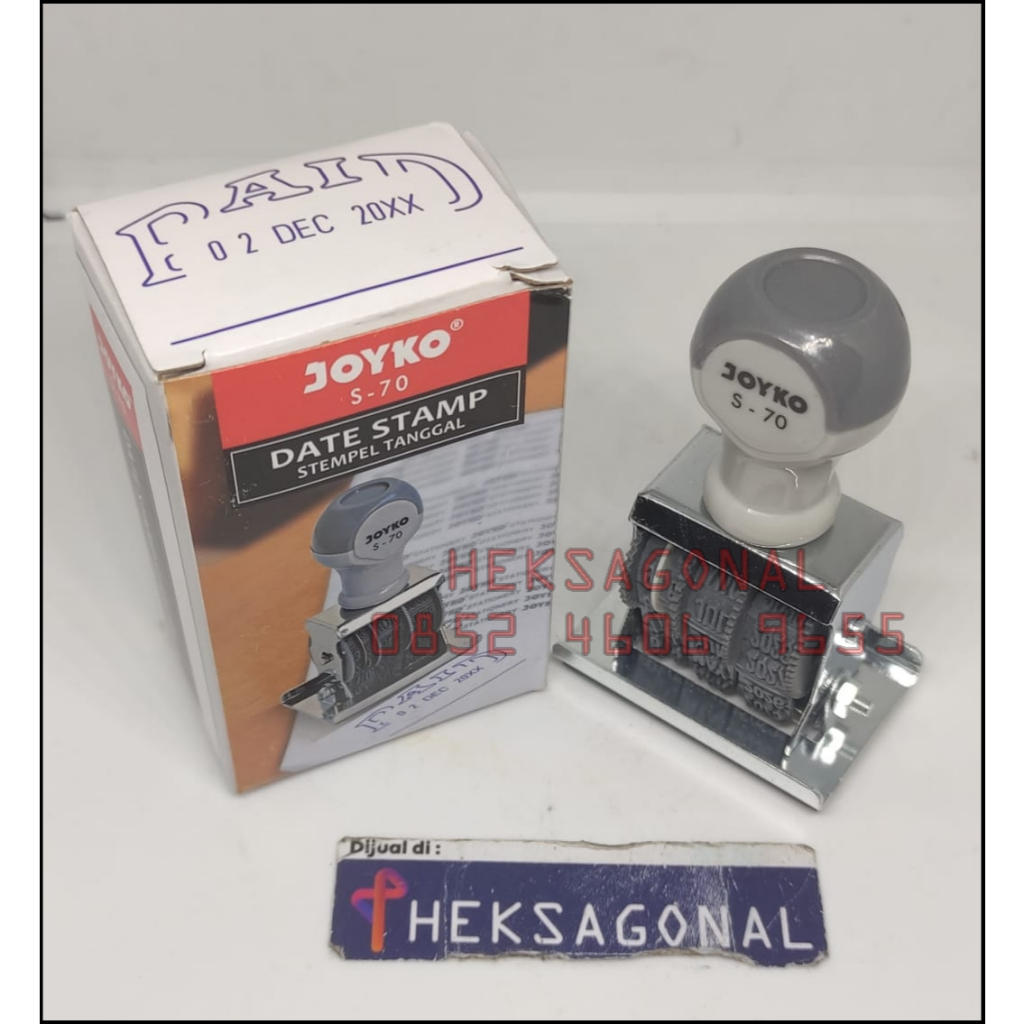 PAID
02 DEC 20XX
JOYKO®
S-70
DATE STAMP
STEMPEL TANGGAL
JOYKO
S-70
JOYKO
S-70
PAID
02 DEC 20XX
HEKSAGONAL
0852 4606 9655
Dijual di :
HEKSAGONAL